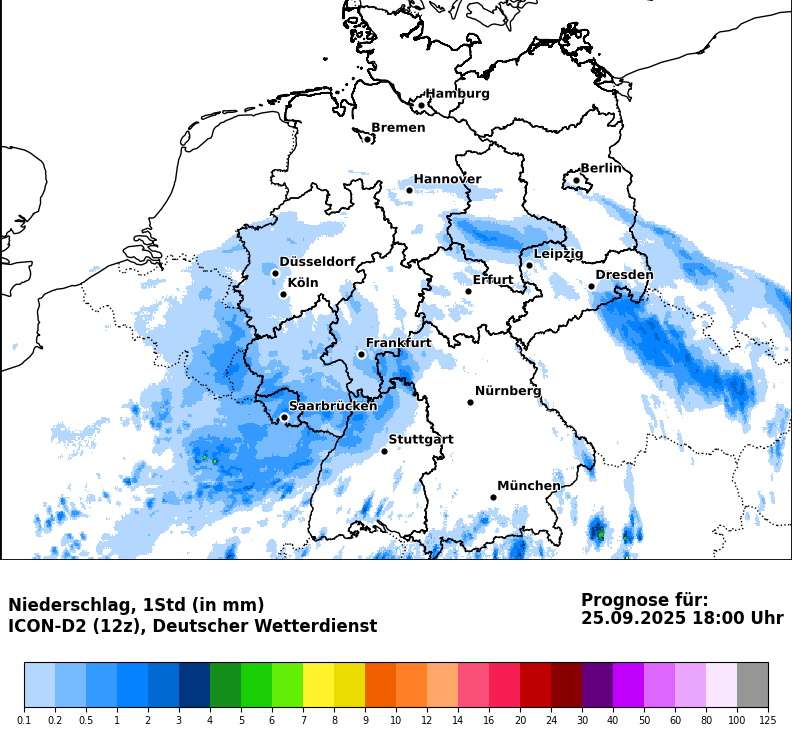 Hamburg
Bremen
Berlin
Hannover
Leipzig
Düsseldorf
Dresden
Erfurt
Köln
Frankfurt
Nürnberg
Saarbrücken
Stuttgart
München
Niederschlag, 1Std (in mm)
ICON-D2 (12z), Deutscher Wetterdienst
Prognose für:
25.09.2025 18:00 Uhr
0.1 0.2 0.5 1 2 3 4 5 6 7 8 9 10 12 14 16 20 24 30 40 50 60 80 100 125